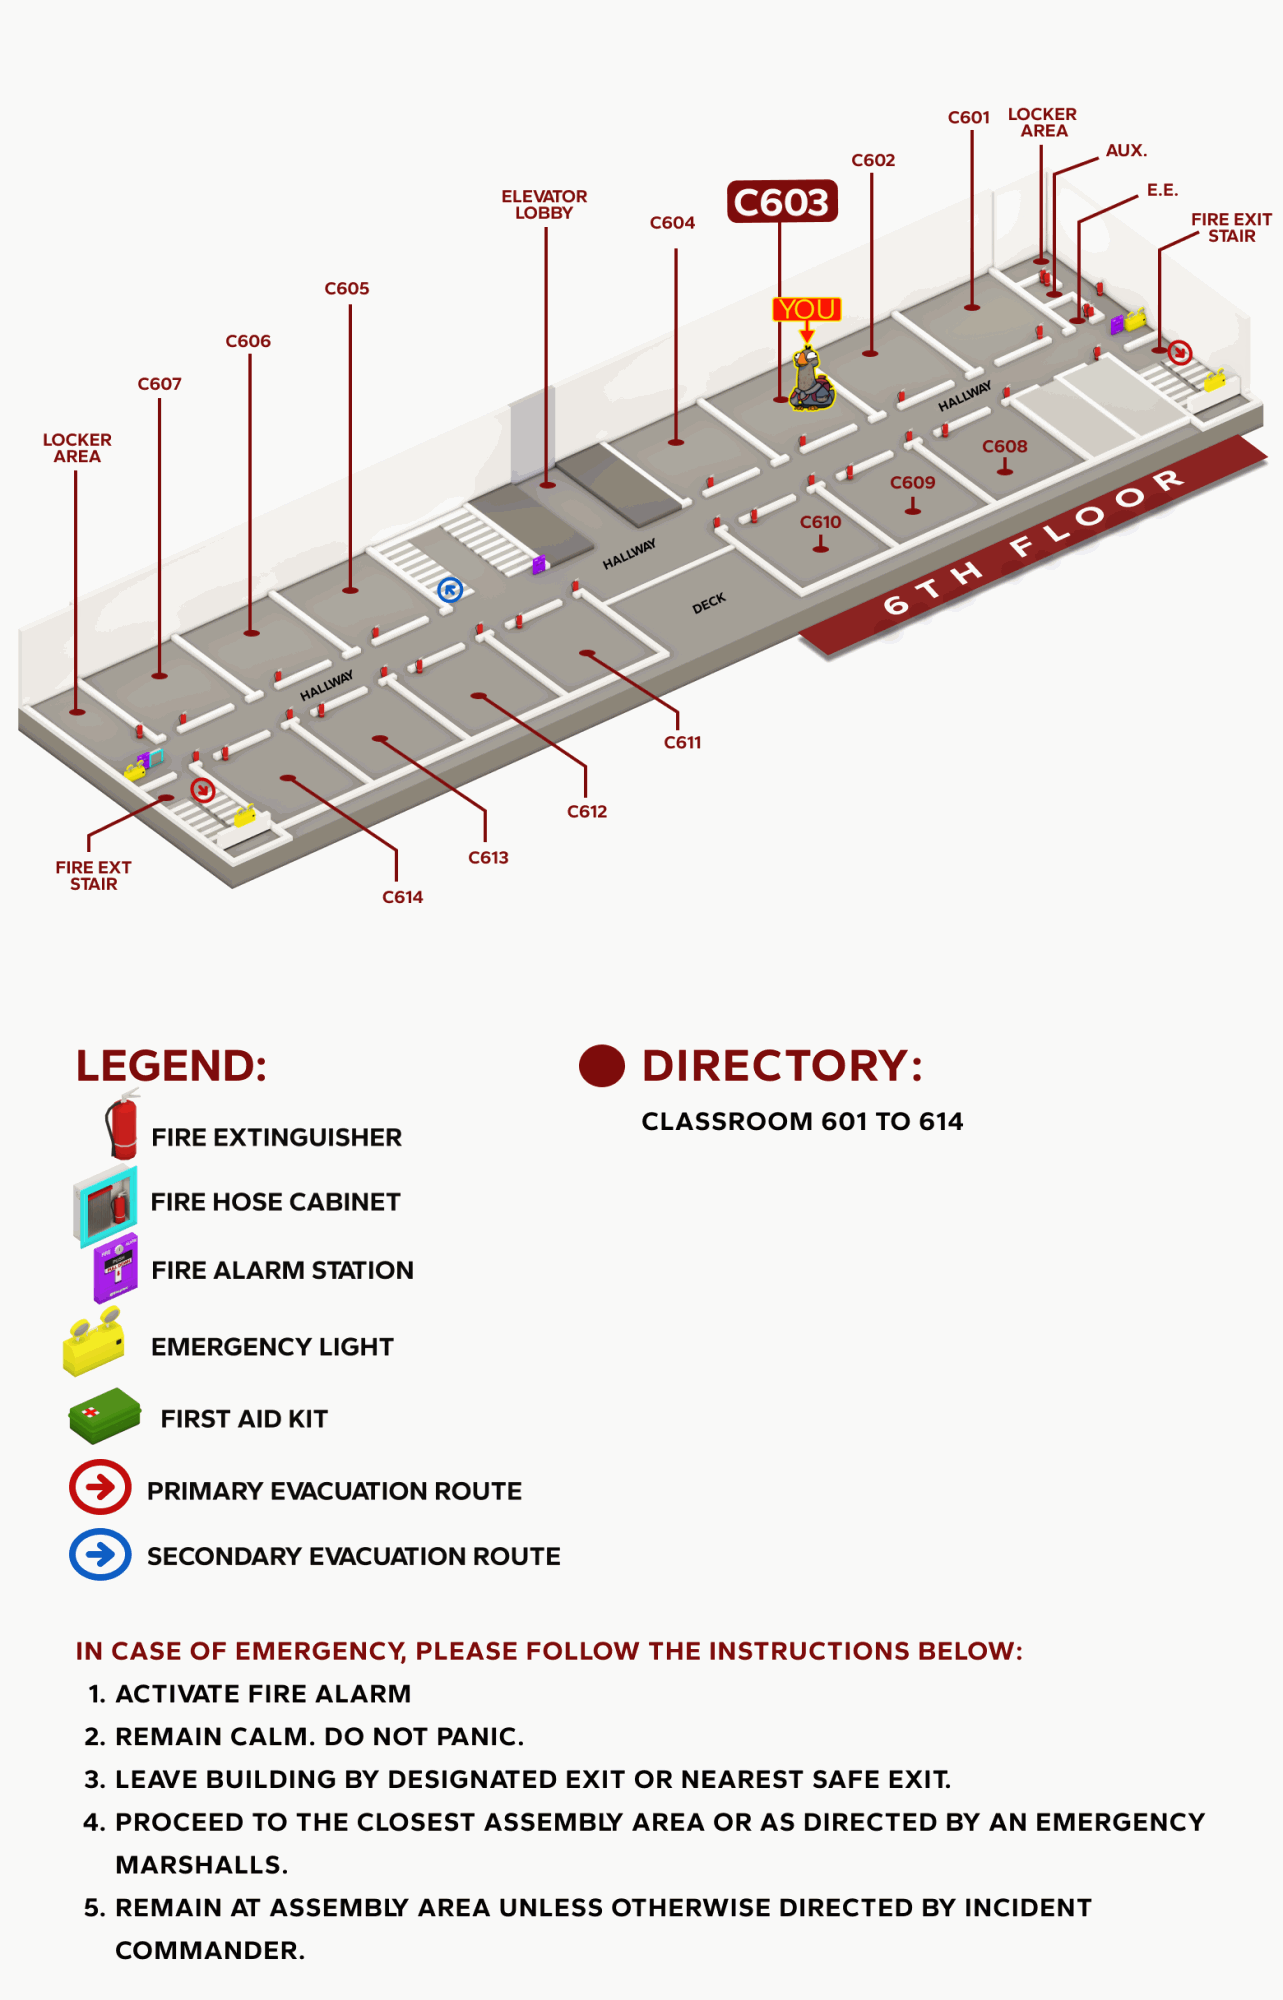 C601
LOCKER
AREA
AUX.
C602
E.E.
C603
ELEVATOR
LOBBY
C604
FIRE EXIT
STAIR
C605
YOU
C606
C607
HALLWAY
LOCKER
AREA
C608
C609
6TH FLOOR
C610
HALLWAY
DECK
HALLWAY
C611
C612
C613
FIRE EXT
STAIR
C614
LEGEND:
FIRE EXTINGUISHER
FIRE HOSE CABINET
FIRE ALARM STATION
EMERGENCY LIGHT
FIRST AID KIT
PRIMARY EVACUATION ROUTE
SECONDARY EVACUATION ROUTE
DIRECTORY:
CLASSROOM 601 TO 614
IN CASE OF EMERGENCY, PLEASE FOLLOW THE INSTRUCTIONS BELOW:
1. ACTIVATE FIRE ALARM
2. REMAIN CALM. DO NOT PANIC.
3. LEAVE BUILDING BY DESIGNATED EXIT OR NEAREST SAFE EXIT.
4. PROCEED TO THE CLOSEST ASSEMBLY AREA OR AS DIRECTED BY AN EMERGENCY
MARSHALLS.
5. REMAIN AT ASSEMBLY AREA UNLESS OTHERWISE DIRECTED BY INCIDENT
COMMANDER.